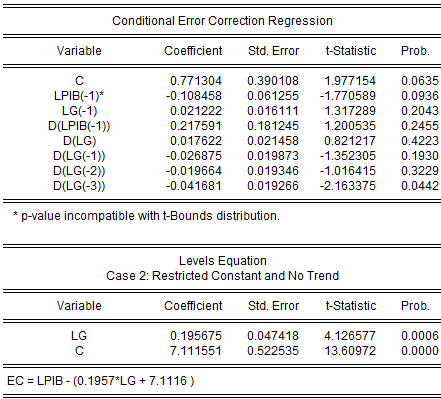 Conditional Error Correction Regression
Variable Coefficient Std. Error t-Statistic Prob.
C 0.771304 0.390108 1.977154 0.0635
LPIB(-1)* -0.108458 0.061255 -1.770589 0.0936
LG(-1) 0.021222 0.016111 1.317289 0.2043
D(LPIB(-1)) 0.217591 0.181245 1.200535 0.2455
D(LG) 0.017622 0.021458 0.821217 0.4223
D(LG(-1)) -0.026875 0.019873 -1.352305 0.1930
D(LG(-2)) -0.019664 0.019346 -1.016415 0.3229
D(LG(-3)) -0.041681 0.019266 -2.163375 0.0442
* p-value incompatible with t-Bounds distribution.
Levels Equation
Case 2: Restricted Constant and No Trend
Variable Coefficient Std. Error t-Statistic Prob.
LG 0.195675 0.047418 4.126577 0.0006
C 7.111551 0.522535 13.60972 0.0000
EC = LPIB - (0.1957*LG + 7.1116 )